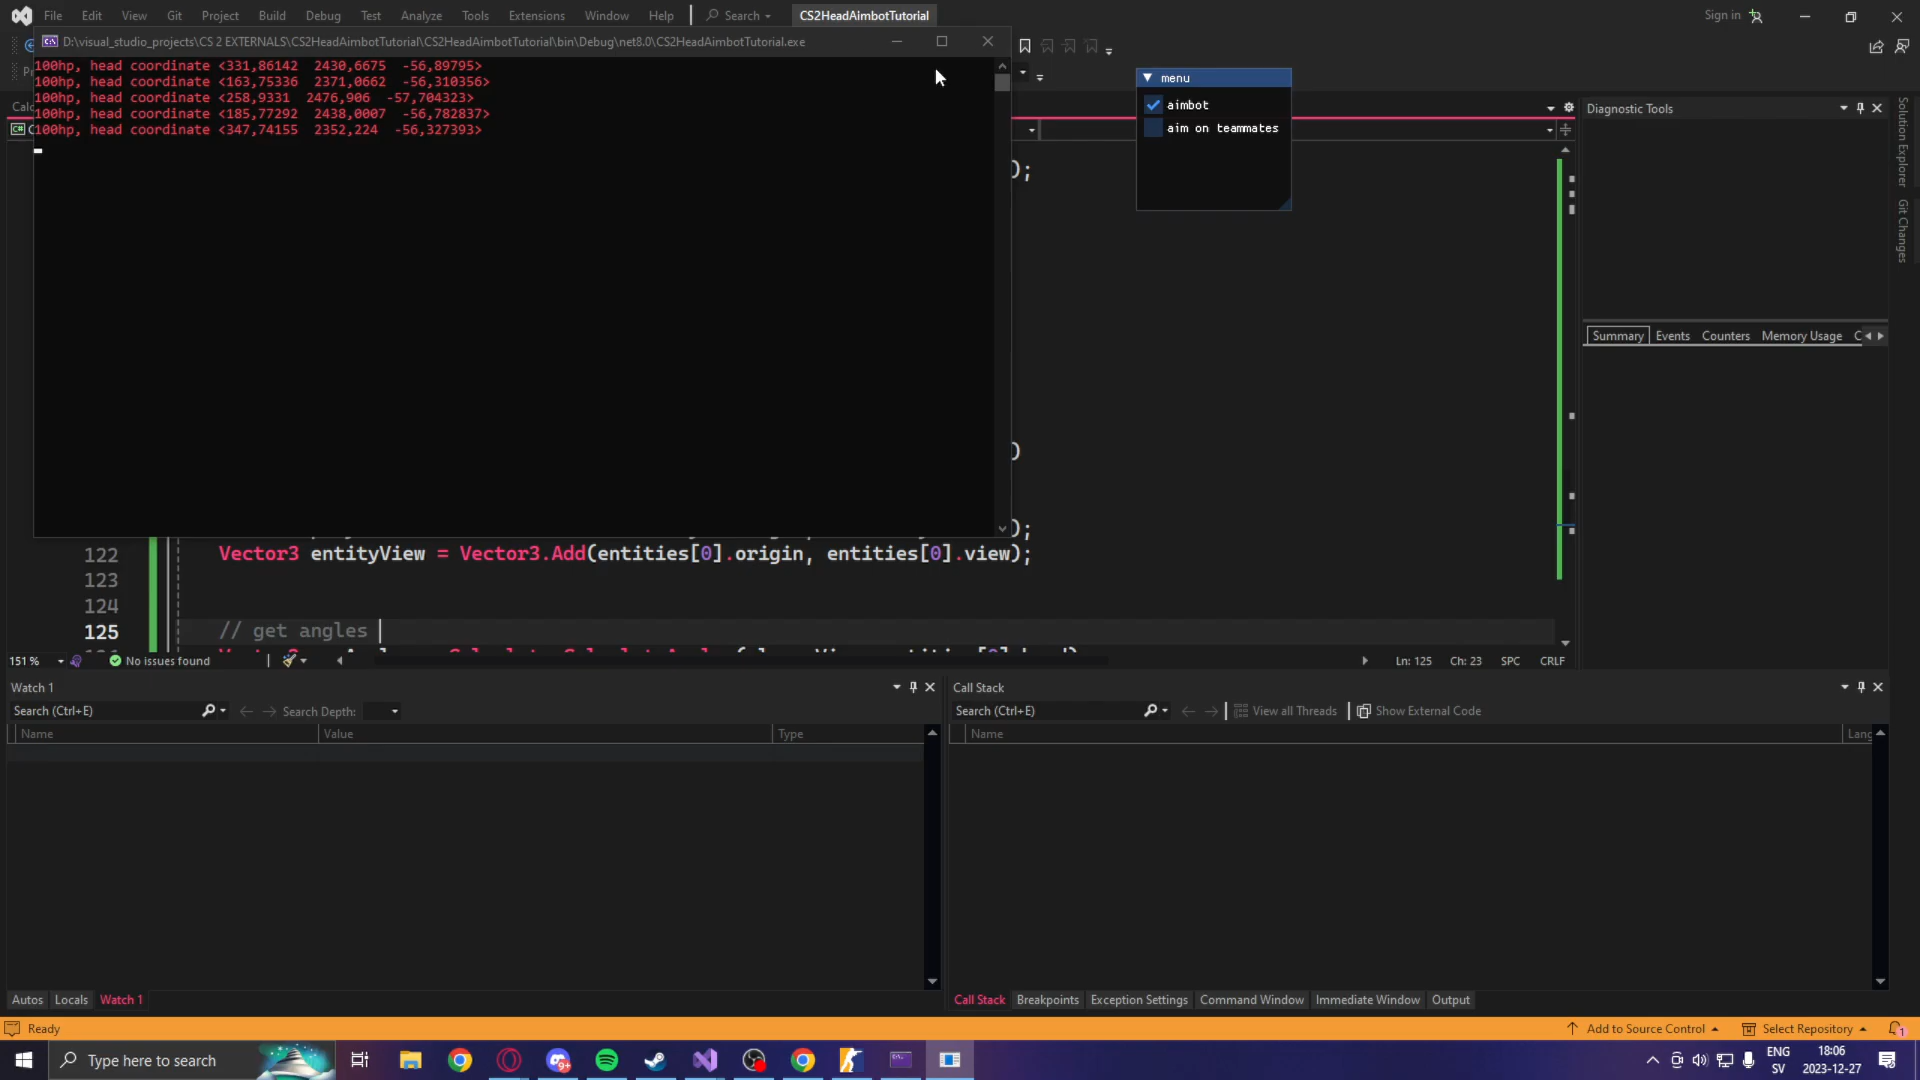 File Edit View Git Project Build Debug Test Analyze Tools Extensions Window Help Search CS2HeadAimbotTutorial Sign in
D:\visual_studio_projects\CS 2 EXTERNALS\CS2HeadAimbotTutorial\CS2HeadAimbotTutorial\bin\Debug\net8.0\CS2HeadAimbotTutorial.exe
100hp, head coordinate <331,86142  2430,6675  -56,89795>
100hp, head coordinate <163,75336  2371,0662  -56,310356>
100hp, head coordinate <258,9331  2476,906  -57,704323>
100hp, head coordinate <185,77292  2438,0007  -56,782837>
100hp, head coordinate <347,74155  2352,224  -56,327393>
menu
aimbot
aim on teammates
);
)
);
Diagnostic Tools
Summary Events Counters Memory Usage C
Solution Explorer
Git Changes
122 Vector3 entityView = Vector3.Add(entities[0].origin, entities[0].view);
123
124
125 // get angles
151 % No issues found Ln: 125 Ch: 23 SPC CRLF
Watch 1
Search (Ctrl+E) Search Depth:
Name Value Type
Autos Locals Watch 1
Call Stack
Search (Ctrl+E) View all Threads Show External Code
Name Lang
Call Stack Breakpoints Exception Settings Command Window Immediate Window Output
Ready Add to Source Control Select Repository 1
Type here to search
9+
ENG
SV
18:06
2023-12-27